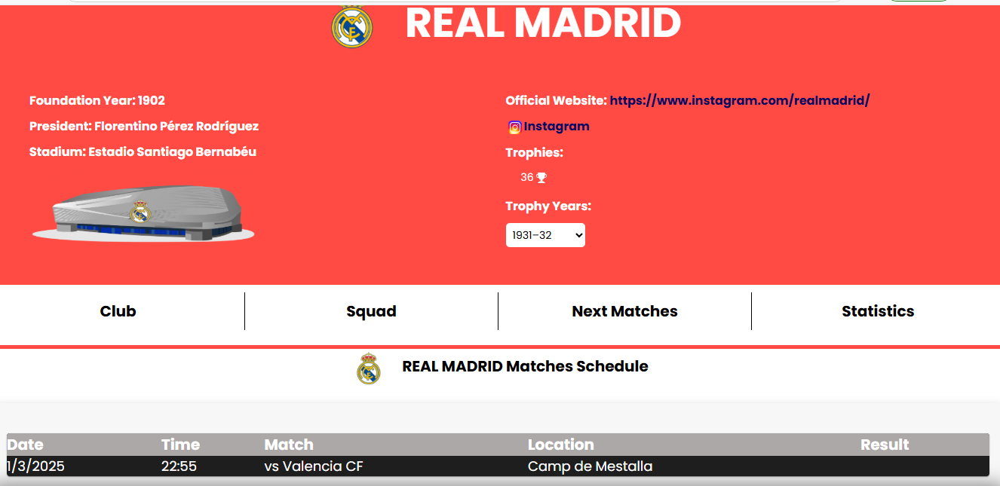 REAL MADRID
Foundation Year: 1902
President: Florentino Pérez Rodríguez
Stadium: Estadio Santiago Bernabéu
Official Website: https://www.instagram.com/realmadrid/
Instagram
Trophies:
36
Trophy Years:
1931–32
Club Squad Next Matches Statistics
REAL MADRID Matches Schedule
Date Time Match Location Result
1/3/2025 22:55 vs Valencia CF Camp de Mestalla